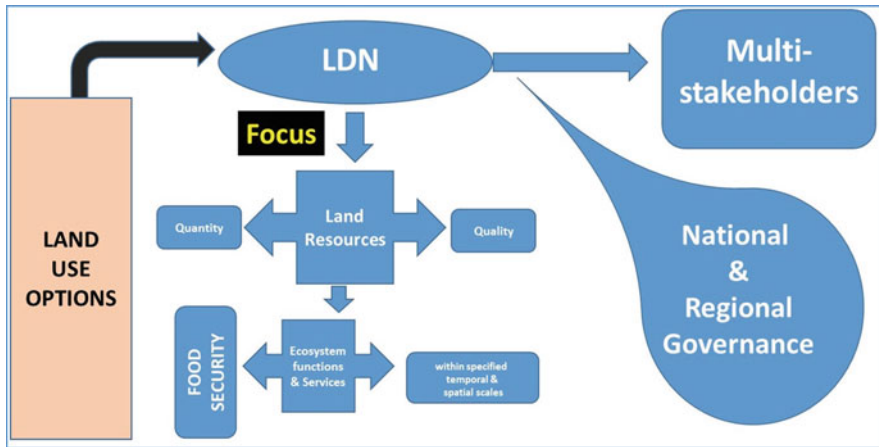 LDN
Multi-
stakeholders
Focus
LAND
USE
OPTIONS
Quantity
Land
Resources
Quality
National
&
Regional
Governance
FOOD
SECURITY
Ecosystem
functions
& Services
within specified
temporal &
spatial scales